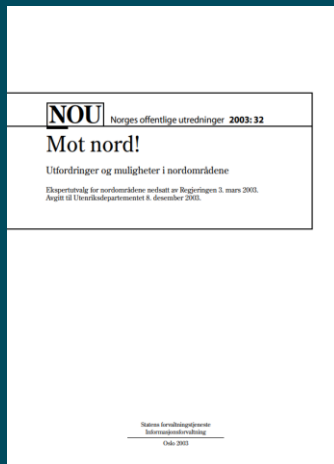 NOU Norges offentlige utredninger 2003: 32
Mot nord!
Utfordringer og muligheter i nordområdene
Ekspertutvalg for nordområdene nedsatt av Regjeringen 3. mars 2003.
Avgitt til Utenriksdepartementet 8. desember 2003.
Statens forvaltningstjeneste
Informasjonsforvaltning
Oslo 2003